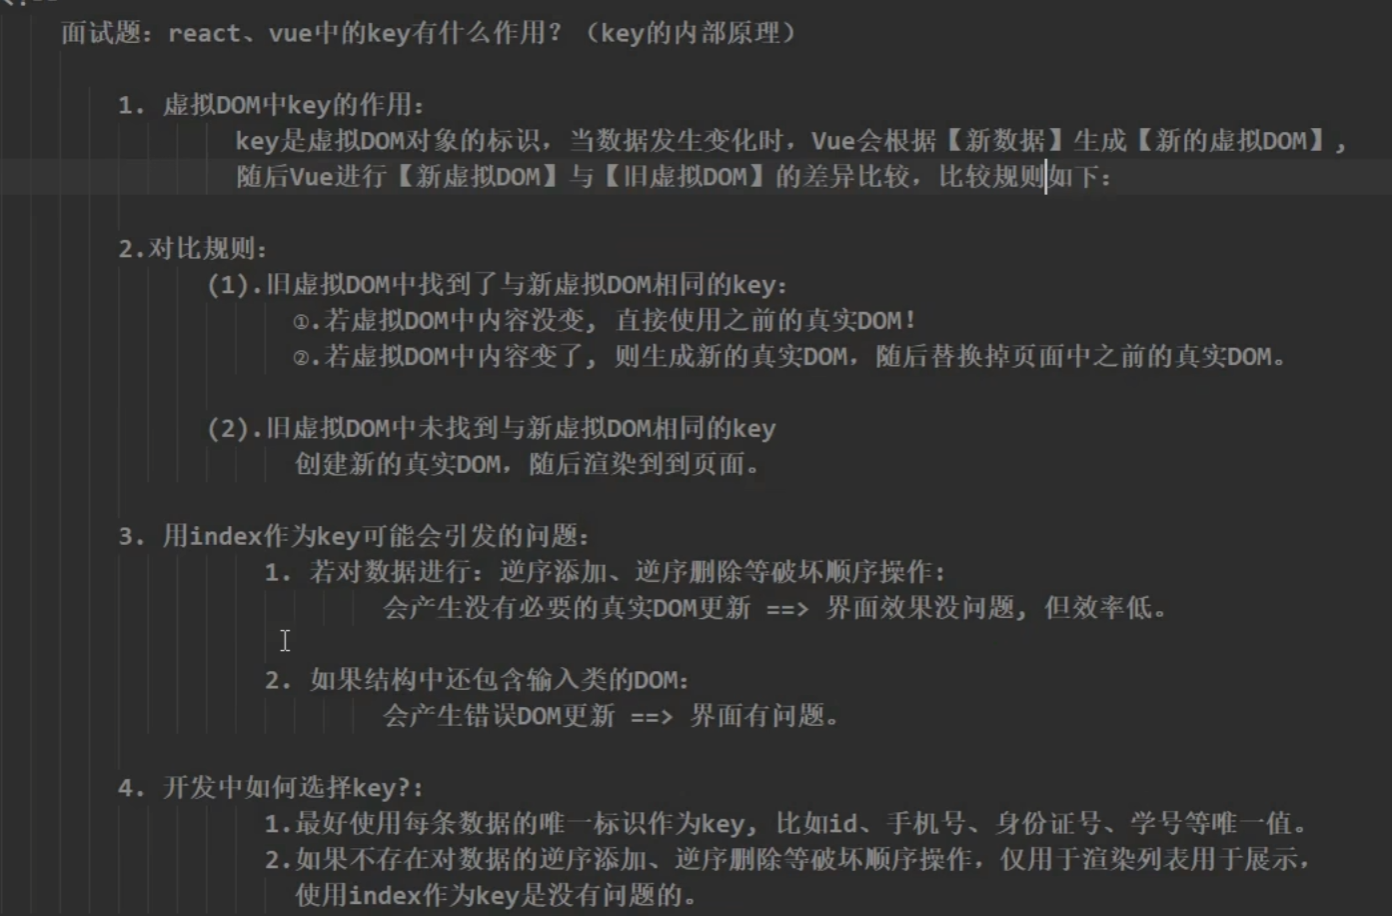 面试题：react、vue中的key有什么作用？（key的内部原理）
1. 虚拟DOM中key的作用：
key是虚拟DOM对象的标识，当数据发生变化时，Vue会根据【新数据】生成【新的虚拟DOM】，
随后Vue进行【新虚拟DOM】与【旧虚拟DOM】的差异比较，比较规则如下：
2.对比规则：
(1).旧虚拟DOM中找到了与新虚拟DOM相同的key：
①.若虚拟DOM中内容没变, 直接使用之前的真实DOM！
②.若虚拟DOM中内容变了, 则生成新的真实DOM，随后替换掉页面中之前的真实DOM。
(2).旧虚拟DOM中未找到与新虚拟DOM相同的key
创建新的真实DOM，随后渲染到到页面。
3. 用index作为key可能会引发的问题：
1. 若对数据进行：逆序添加、逆序删除等破坏顺序操作:
会产生没有必要的真实DOM更新 ==> 界面效果没问题, 但效率低。
2. 如果结构中还包含输入类的DOM：
会产生错误DOM更新 ==> 界面有问题。
4. 开发中如何选择key?:
1.最好使用每条数据的唯一标识作为key, 比如id、手机号、身份证号、学号等唯一值。
2.如果不存在对数据的逆序添加、逆序删除等破坏顺序操作，仅用于渲染列表用于展示，
使用index作为key是没有问题的。